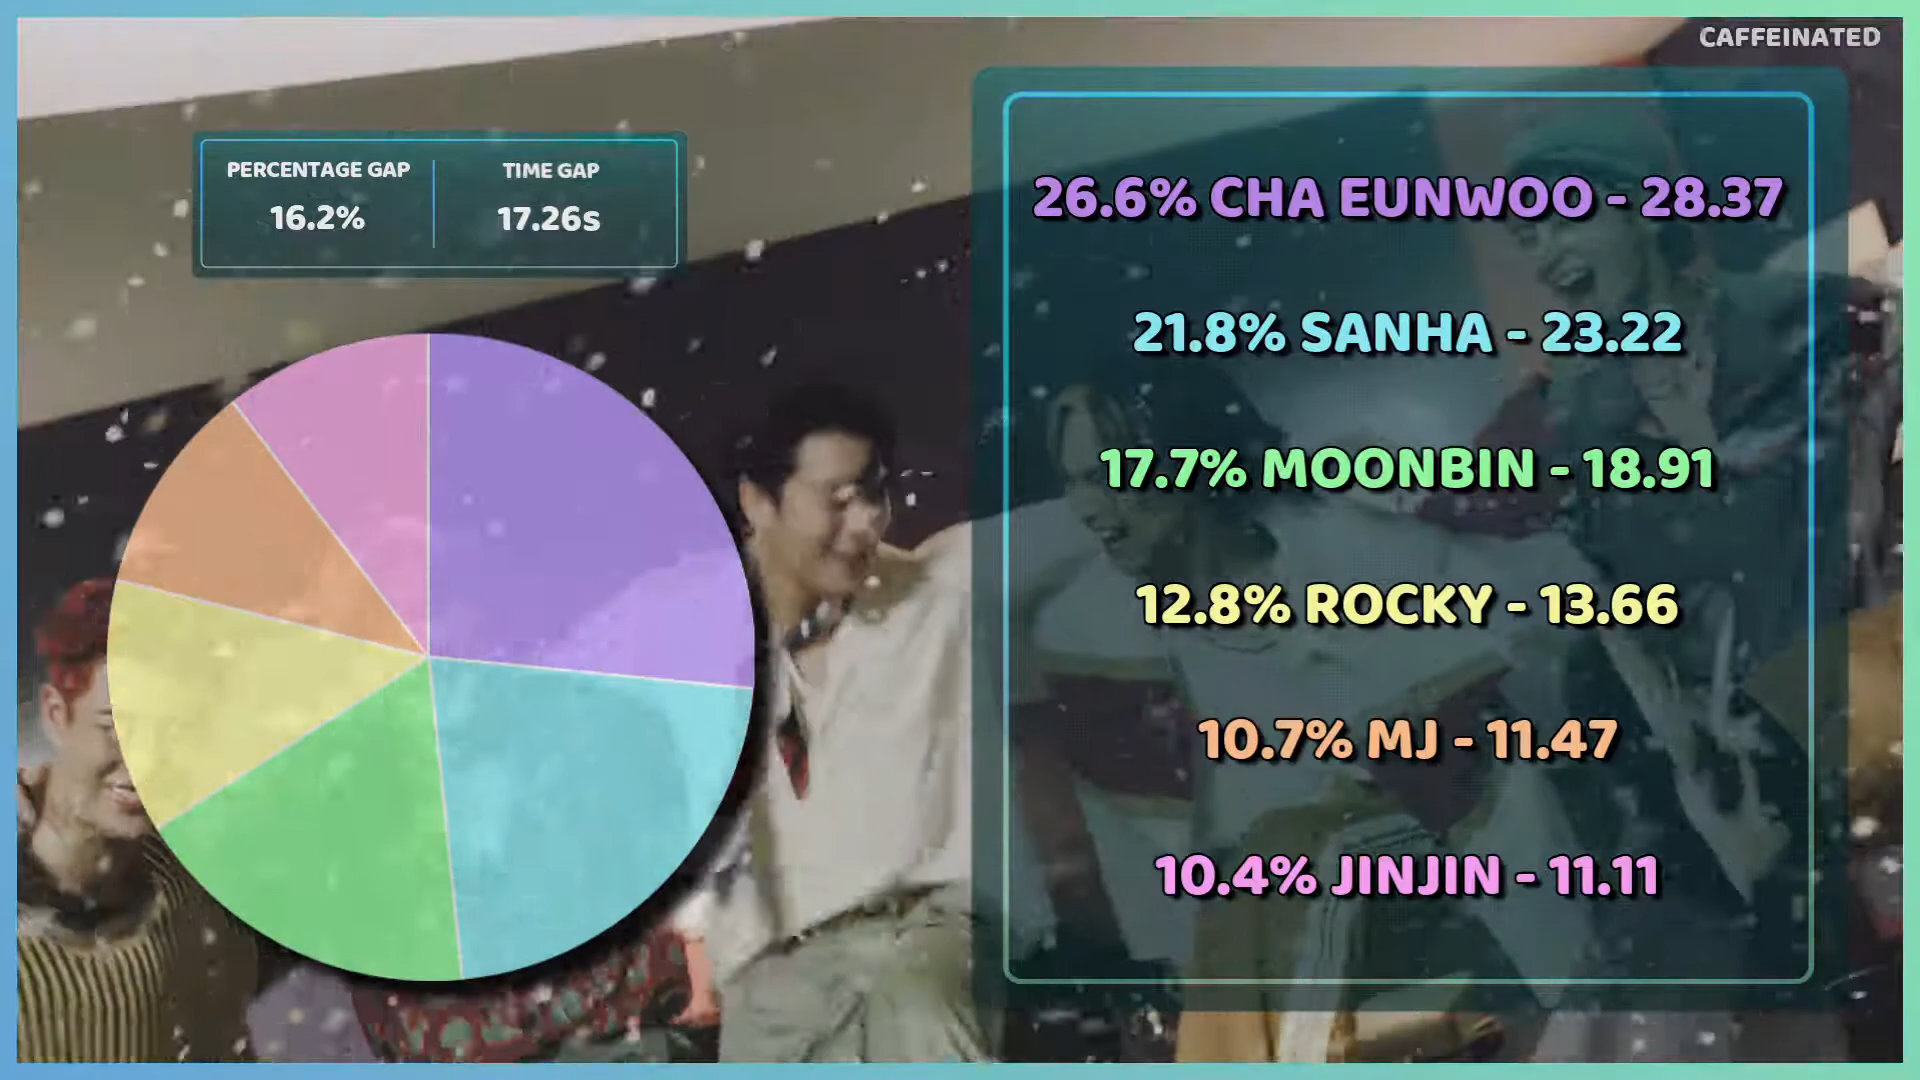 CAFFEINATED
PERCENTAGE GAP
16.2%
TIME GAP
17.26s
26.6% CHA EUNWOO - 28.37
21.8% SANHA - 23.22
17.7% MOONBIN - 18.91
12.8% ROCKY - 13.66
10.7% MJ - 11.47
10.4% JINJIN - 11.11